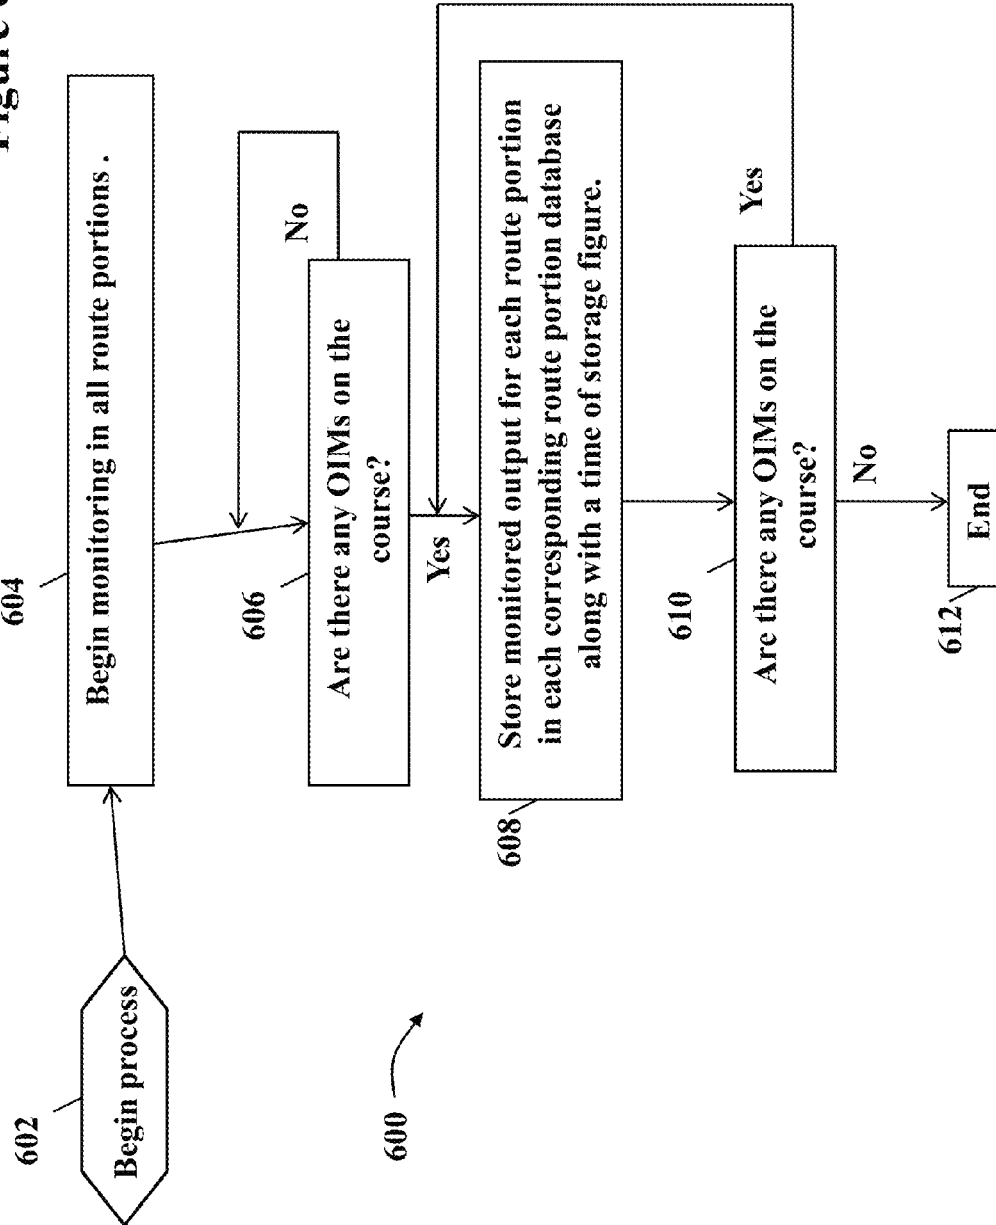 Figure
604
Begin monitoring in all route portions .
602
Begin process
No
606
Are there any OIMs on the
course?
Yes
600
608
Store monitored output for each route portion
in each corresponding route portion database
along with a time of storage figure.
Yes
610
Are there any OIMs on the
course?
No
612
End